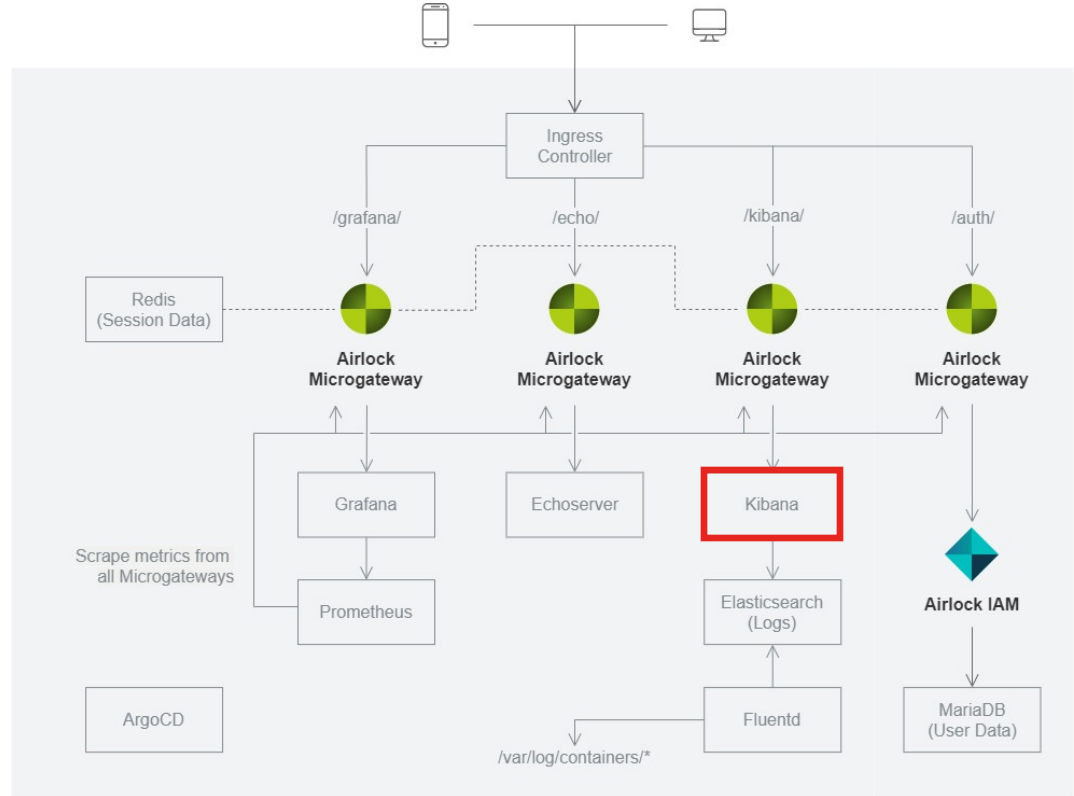 Ingress
Controller
/grafana/
/echo/
/kibana/
/auth/
Redis
(Session Data)
Airlock
Microgateway
Airlock
Microgateway
Airlock
Microgateway
Airlock
Microgateway
Grafana
Echoserver
Kibana
Scrape metrics from
all Microgateways
Prometheus
Elasticsearch
(Logs)
Airlock IAM
ArgoCD
Fluentd
MariaDB
(User Data)
/var/log/containers/*